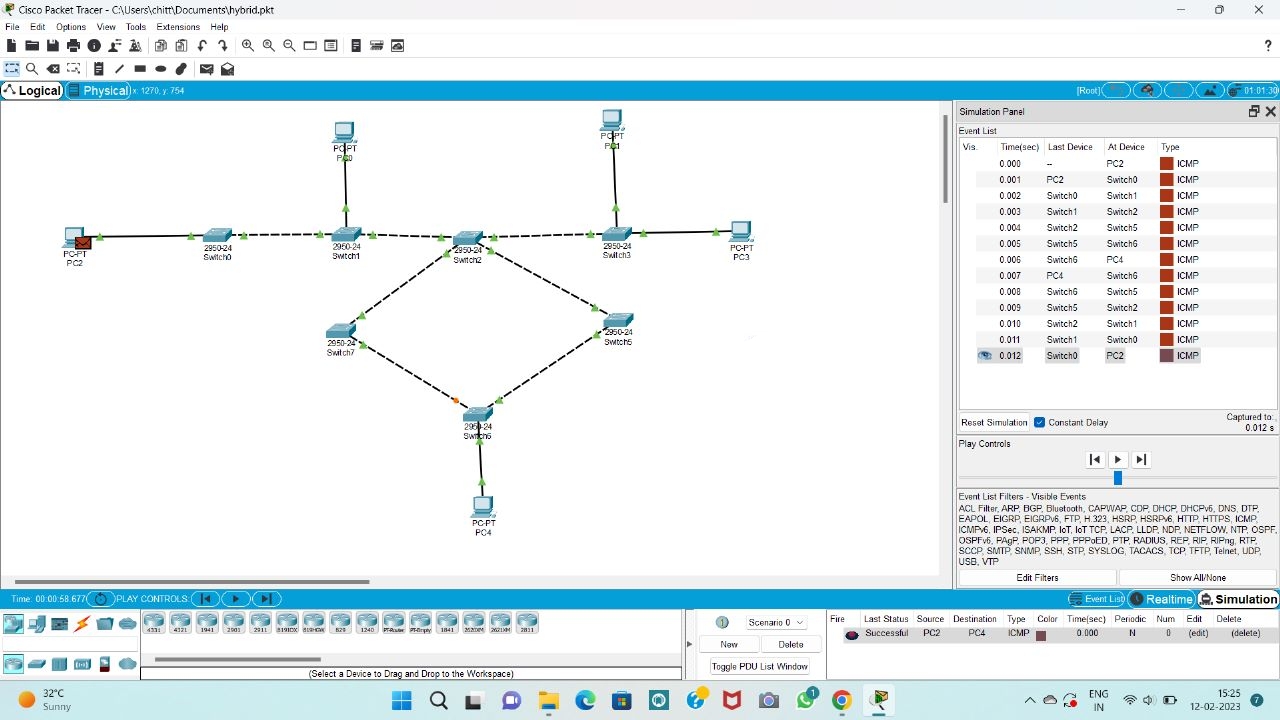 Cisco Packet Tracer - C:\Users\chitt\Documents\hybrid.pkt
File Edit Options View Tools Extensions Help
?
Logical Physical x: 1270, y: 754
[Root] 01:01:30
PC-PT
PC0
PC-PT
PC1
PC-PT
PC2
2950-24
Switch0
2950-24
Switch1
2950-24
Switch2
2950-24
Switch3
PC-PT
PC3
2950-24
Switch7
2950-24
Switch5
2950-24
Switch6
PC-PT
PC4
Simulation Panel
Event List
Vis. Time(sec) Last Device At Device Type
0.000 -- PC2 ICMP
0.001 PC2 Switch0 ICMP
0.002 Switch0 Switch1 ICMP
0.003 Switch1 Switch2 ICMP
0.004 Switch2 Switch5 ICMP
0.005 Switch5 Switch6 ICMP
0.006 Switch6 PC4 ICMP
0.007 PC4 Switch6 ICMP
0.008 Switch6 Switch5 ICMP
0.009 Switch5 Switch2 ICMP
0.010 Switch2 Switch1 ICMP
0.011 Switch1 Switch0 ICMP
0.012 Switch0 PC2 ICMP
Reset Simulation Constant Delay Captured to:
0.012 s
Play Controls
Event List Filters - Visible Events
ACL Filter, ARP, BGP, Bluetooth, CAPWAP, CDP, DHCP, DHCPv6, DNS, DTP,
EAPOL, EIGRP, EIGRPv6, FTP, H.323, HSRP, HSRPv6, HTTP, HTTPS, ICMP,
ICMPv6, IPSec, ISAKMP, IoT, IoT TCP, LACP, LLDP, NDP, NETFLOW, NTP, OSPF,
OSPFv6, PAgP, POP3, PPP, PPPoED, PTP, RADIUS, REP, RIP, RIPng, RTP,
SCCP, SMTP, SNMP, SSH, STP, SYSLOG, TACACS, TCP, TFTP, Telnet, UDP,
USB, VTP
Edit Filters Show All/None
Time: 00:00:58.677 PLAY CONTROLS:
Event List Realtime Simulation
4331 4321 1941 2901 2911 819IOX 819HGW 829 1240 PT-Router PT-Empty 1841 2620XM 2621XM 2811
(Select a Device to Drag and Drop to the Workspace)
Scenario 0
New Delete
Toggle PDU List Window
Fire Last Status Source Destination Type Color Time(sec) Periodic Num Edit Delete
Successful PC2 PC4 ICMP 0.000 N 0 (edit) (delete)
32°C
Sunny
1
ENG
IN
15:25
12-02-2023
7